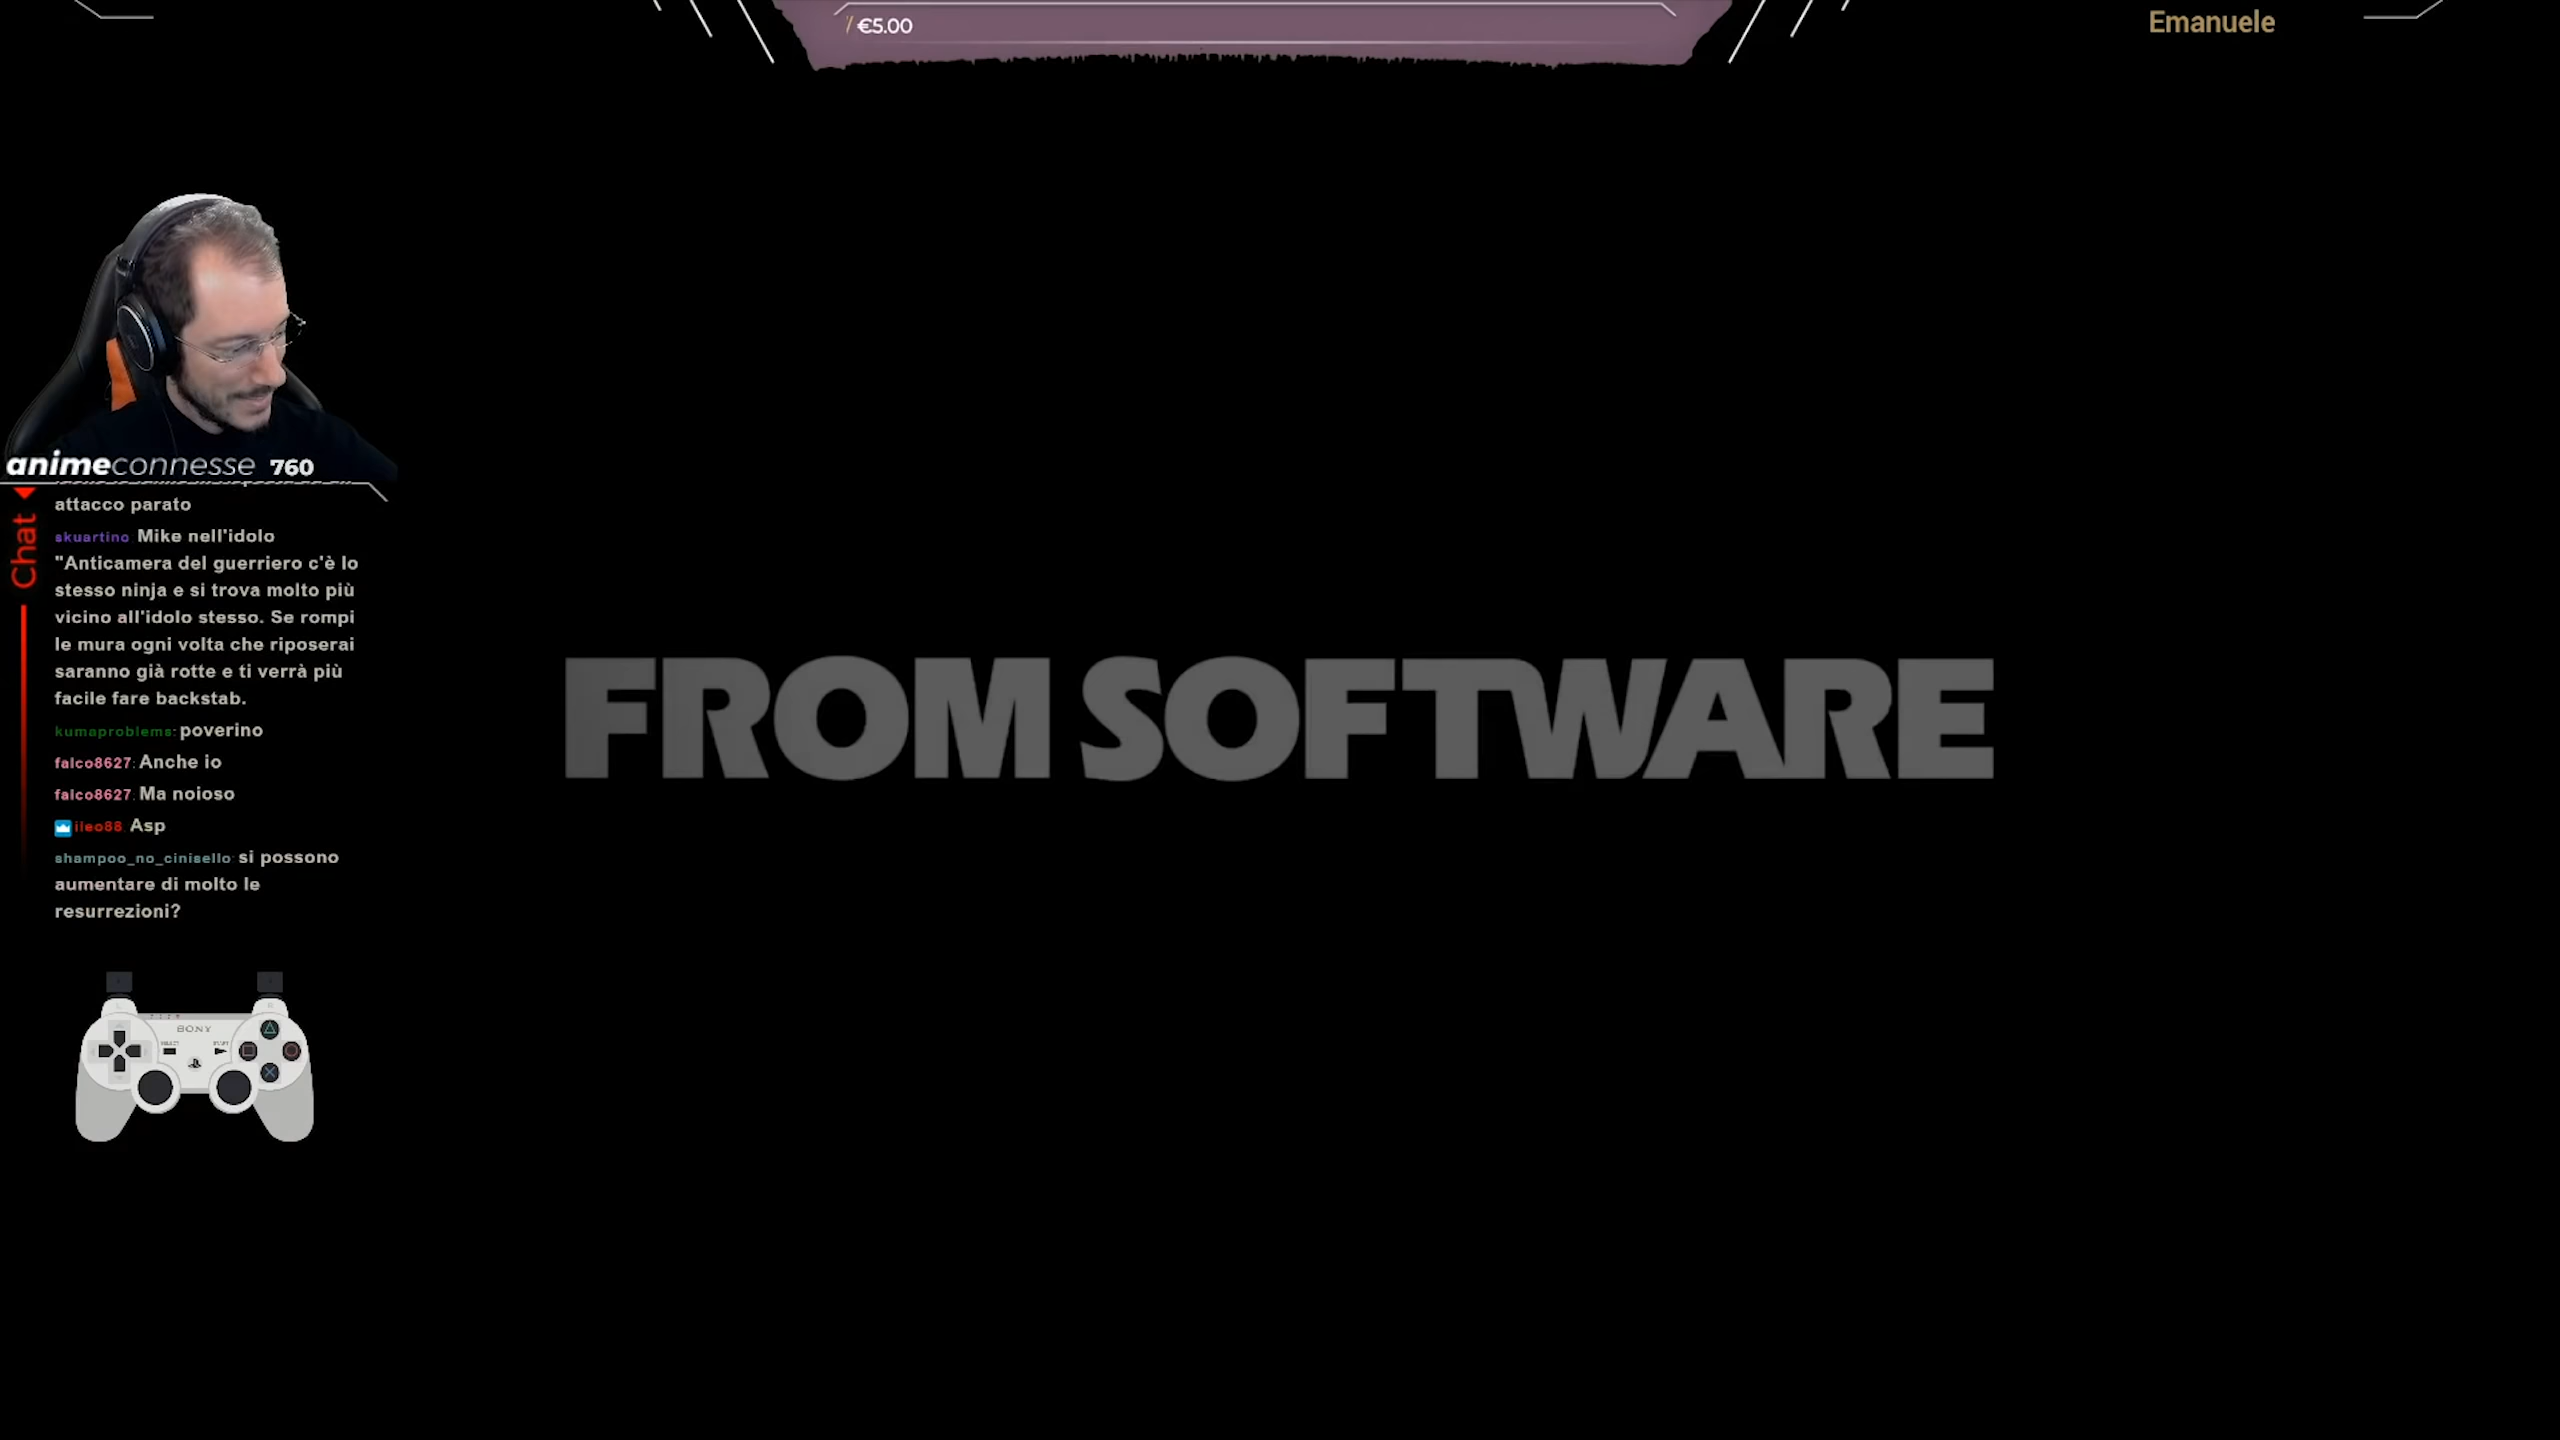 / €5.00
Emanuele
animeconnesse 760
Chat
attacco parato
skuartino: Mike nell'idolo
"Anticamera del guerriero c'è lo
stesso ninja e si trova molto più
vicino all'idolo stesso. Se rompi
le mura ogni volta che riposerai
saranno già rotte e ti verrà più
facile fare backstab.
kumaproblems: poverino
falco8627: Anche io
falco8627: Ma noioso
ileo88: Asp
shampoo_no_cinisello: si possono
aumentare di molto le
resurrezioni?
FROM SOFTWARE
SONY
SELECT
START